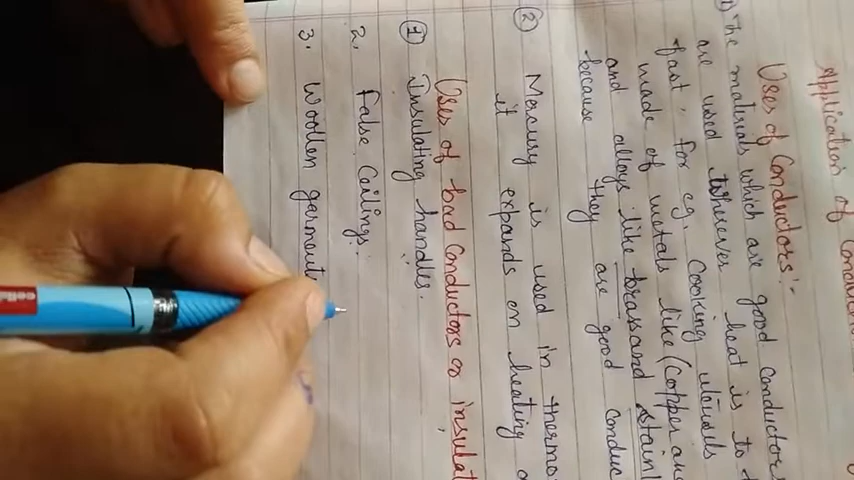 Application of
Uses of Conductors:-
① The materials which are good conductors
are used wherever heat is to
fast, for eg, Cooking utensils
made of metals like (Copper and
and alloys like brass and stainl
because they are good conduc
② Mercury is used in thermo
it expands on heating
Uses of bad Conductors or insulat
① Insulating handles.
2. False Ceilings.
3. Woollen garment
cello